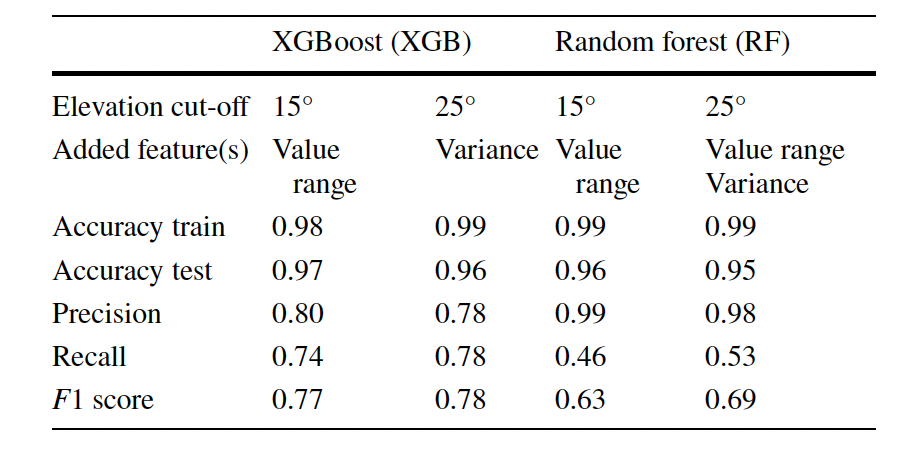 XGBoost (XGB) Random forest (RF)
Elevation cut-off 15° 25° 15° 25°
Added feature(s) Value Variance Value Value range
range range Variance
Accuracy train 0.98 0.99 0.99 0.99
Accuracy test 0.97 0.96 0.96 0.95
Precision 0.80 0.78 0.99 0.98
Recall 0.74 0.78 0.46 0.53
F1 score 0.77 0.78 0.63 0.69